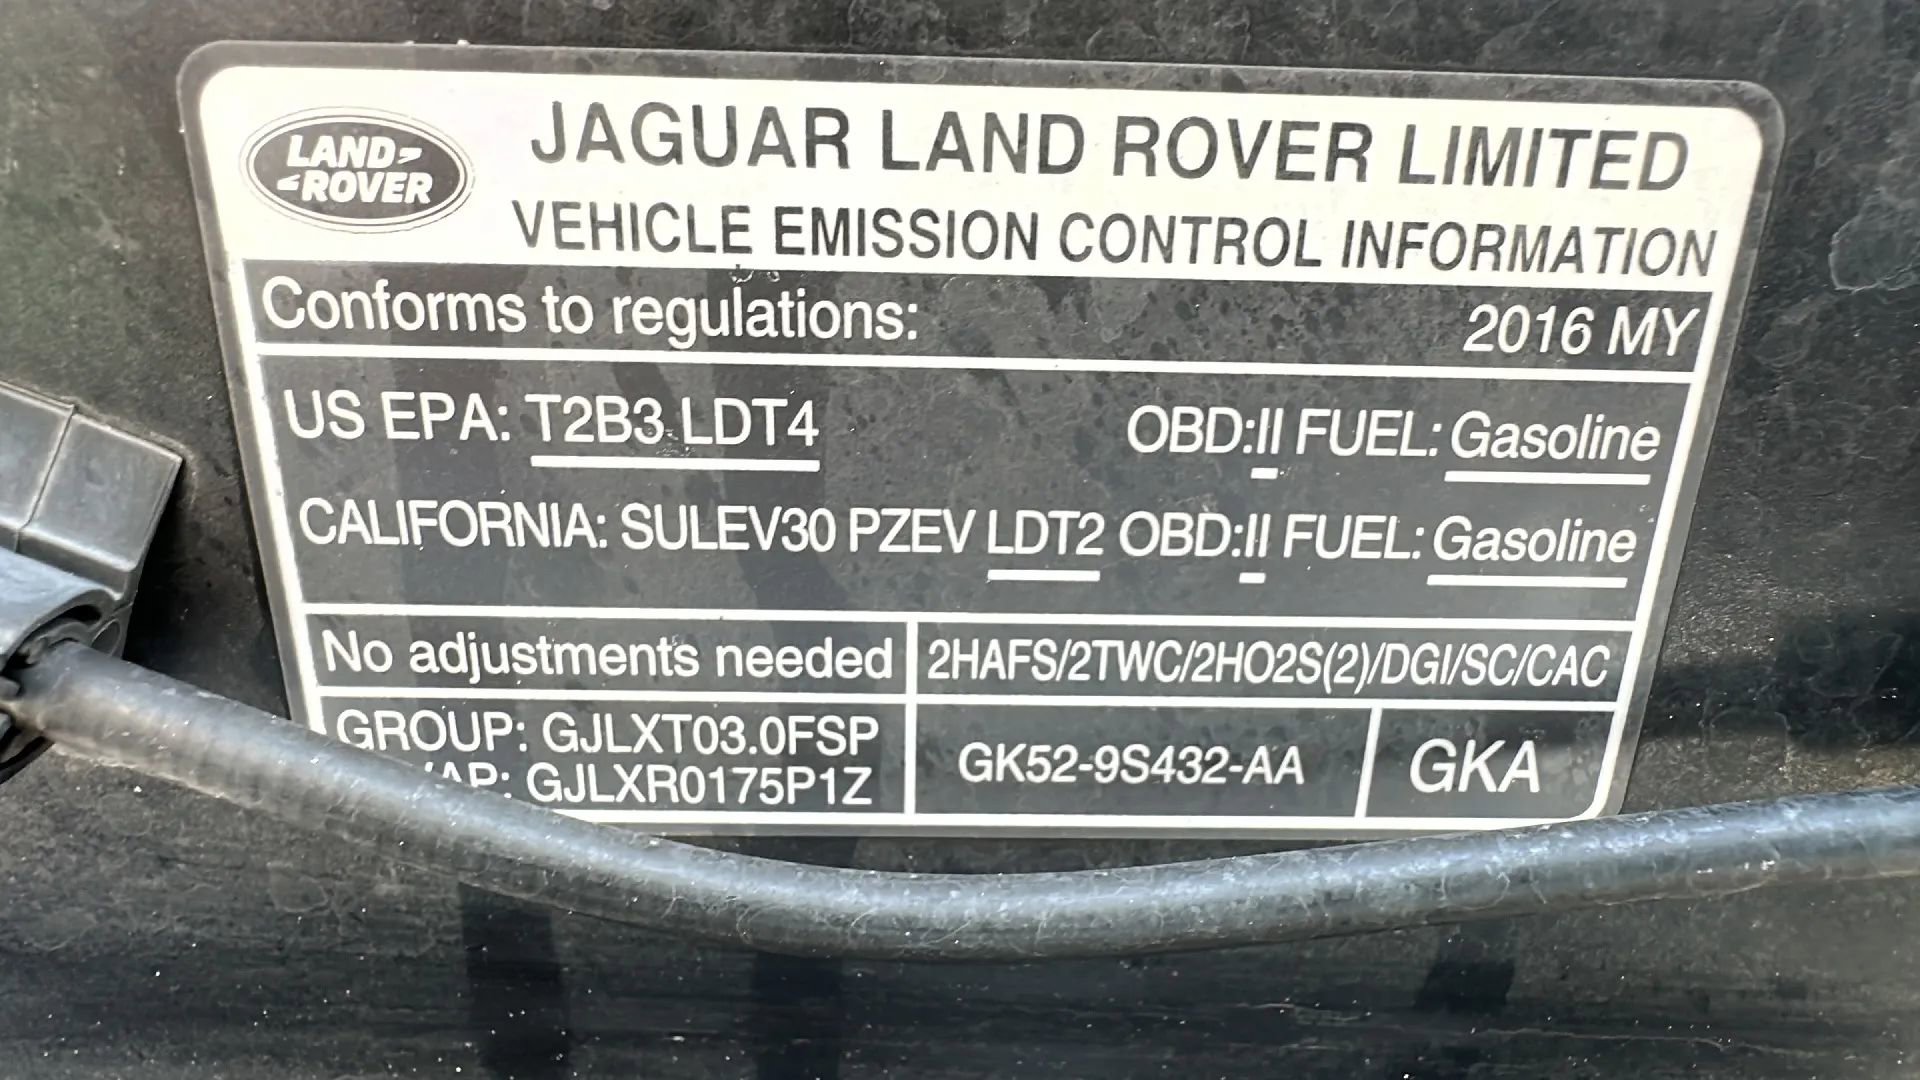 LAND
ROVER
JAGUAR LAND ROVER LIMITED
VEHICLE EMISSION CONTROL INFORMATION
Conforms to regulations: 2016 MY
US EPA: T2B3 LDT4 OBD:II FUEL: Gasoline
CALIFORNIA: SULEV30 PZEV LDT2 OBD:II FUEL: Gasoline
No adjustments needed 2HAFS/2TWC/2HO2S(2)/DGI/SC/CAC
GROUP: GJLXT03.0FSP
GJLXR0175P1Z
GK52-9S432-AA GKA